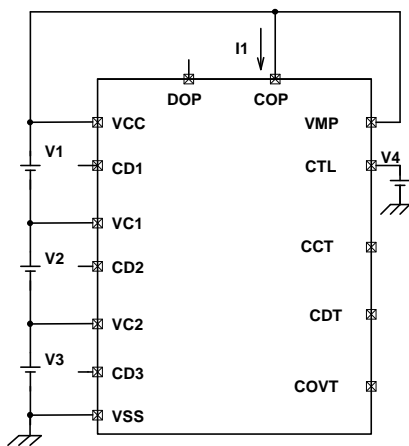 I1
DOP COP
VCC VMP
V1
CD1 CTL V4
VC1
CCT
V2
CD2
CDT
VC2
V3
CD3 COVT
VSS